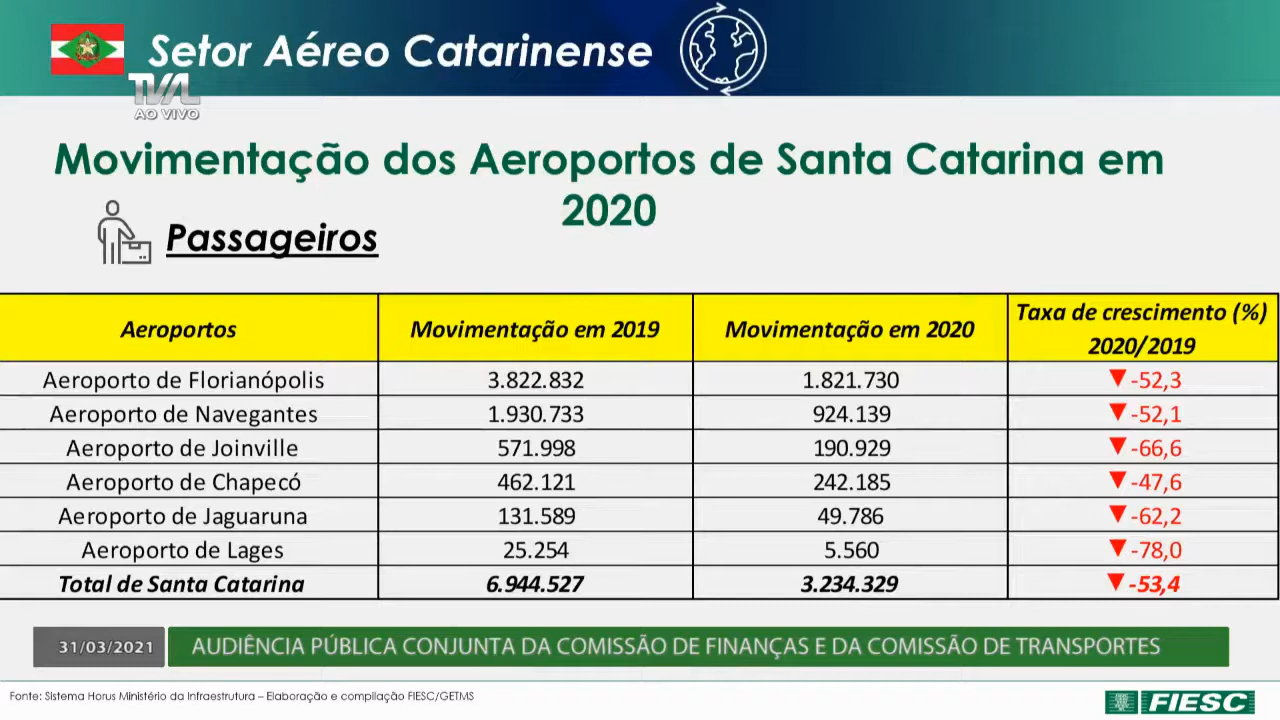 Setor Aéreo Catarinense
TVAL
AO VIVO
Movimentação dos Aeroportos de Santa Catarina em
2020
Passageiros
Aeroportos Movimentação em 2019 Movimentação em 2020 Taxa de crescimento (%)
2020/2019
Aeroporto de Florianópolis 3.822.832 1.821.730 ▼-52,3
Aeroporto de Navegantes 1.930.733 924.139 ▼-52,1
Aeroporto de Joinville 571.998 190.929 ▼-66,6
Aeroporto de Chapecó 462.121 242.185 ▼-47,6
Aeroporto de Jaguaruna 131.589 49.786 ▼-62,2
Aeroporto de Lages 25.254 5.560 ▼-78,0
Total de Santa Catarina 6.944.527 3.234.329 ▼-53,4
31/03/2021 AUDIÊNCIA PÚBLICA CONJUNTA DA COMISSÃO DE FINANÇAS E DA COMISSÃO DE TRANSPORTES
Fonte: Sistema Horus Ministério da Infraestrutura – Elaboração e compilação FIESC/GETMS
FIESC